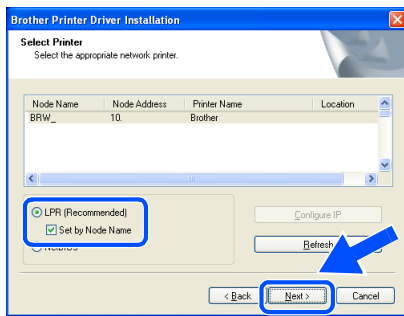 Brother Printer Driver Installation
Select Printer
Select the appropriate network printer.
Node Name Node Address Printer Name Location
BRW_ 10. Brother
LPR (Recommended)
Configure IP
Set by Node Name
NetBIOS
Refresh
< Back Next > Cancel